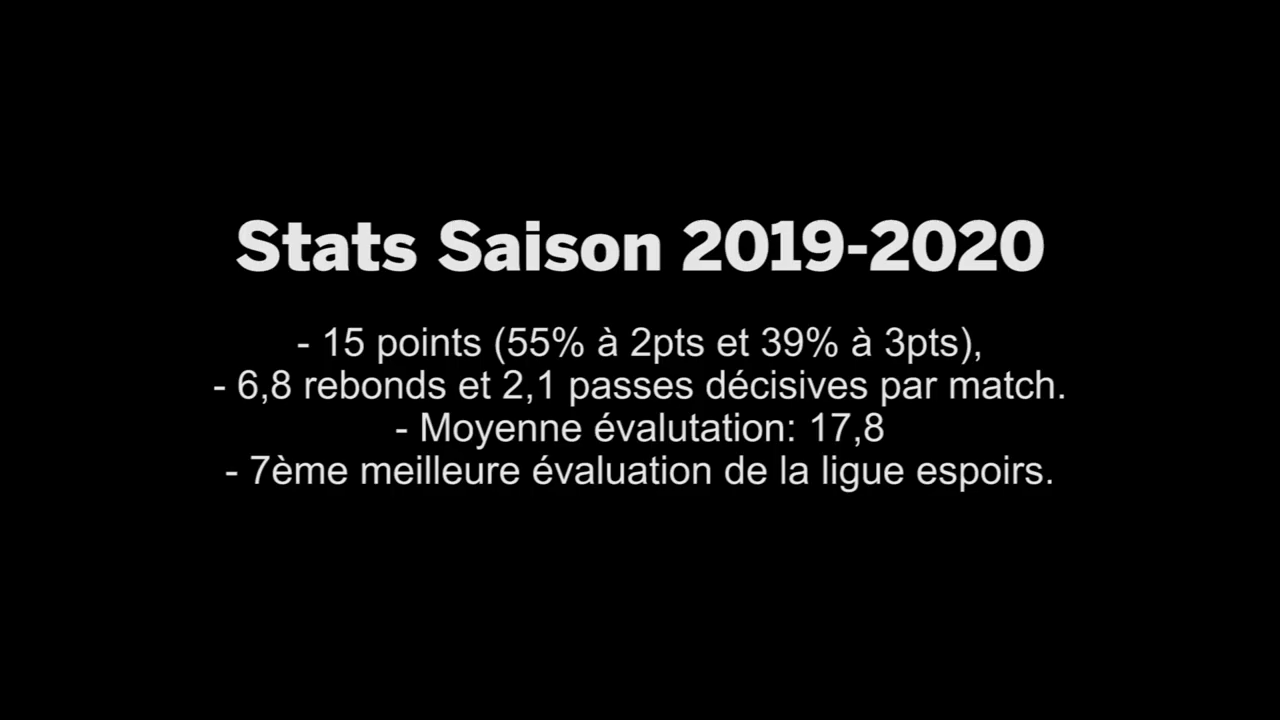 Stats Saison 2019-2020
- 15 points (55% à 2pts et 39% à 3pts),
- 6,8 rebonds et 2,1 passes décisives par match.
- Moyenne évalutation: 17,8
- 7ème meilleure évaluation de la ligue espoirs.